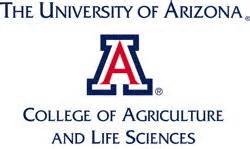 THE UNIVERSITY OF ARIZONA®
A®
COLLEGE OF AGRICULTURE
AND LIFE SCIENCES